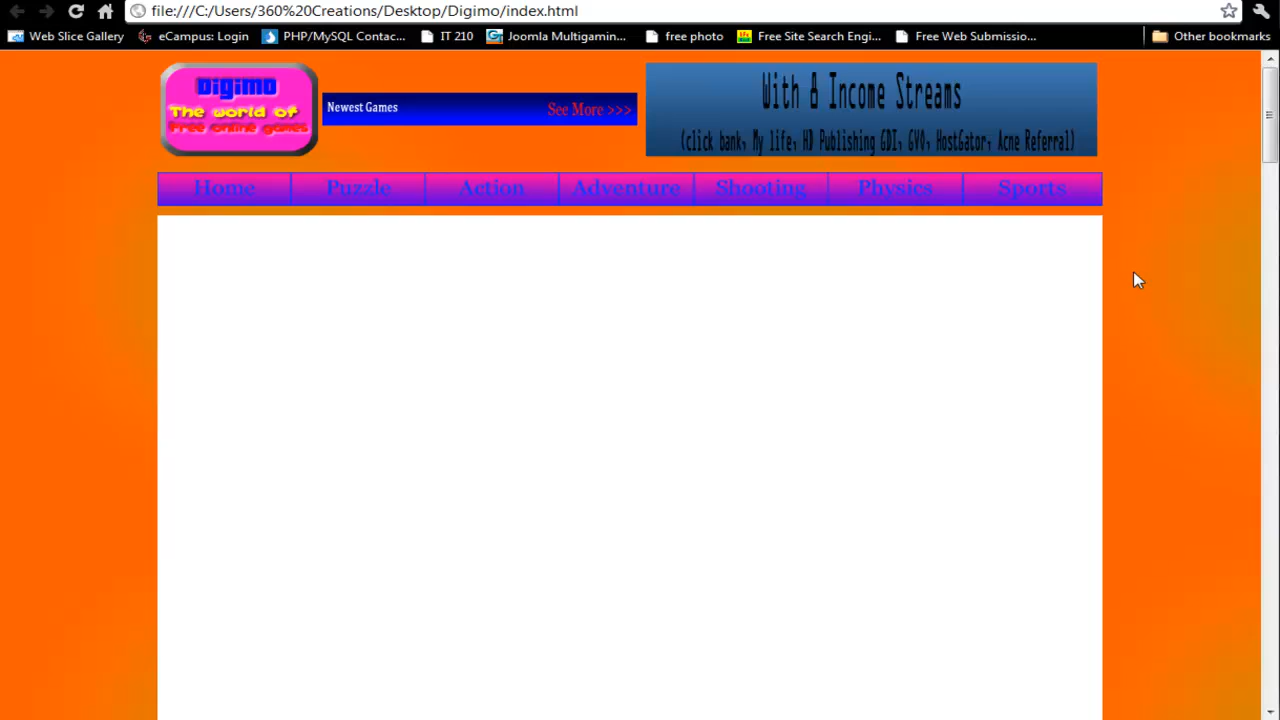 file:///C:/Users/360%20Creations/Desktop/Digimo/index.html
Web Slice Gallery eCampus: Login PHP/MySQL Contac... IT 210 Joomla Multigamin... free photo Free Site Search Engi... Free Web Submissio... Other bookmarks
Digimo
The world of
Free online games
Newest Games See More >>>
With 8 Income Streams
(click bank, My life, HD Publishing GDI, GVO, HostGator, Acne Referral)
Home Puzzle Action Adventure Shooting Physics Sports